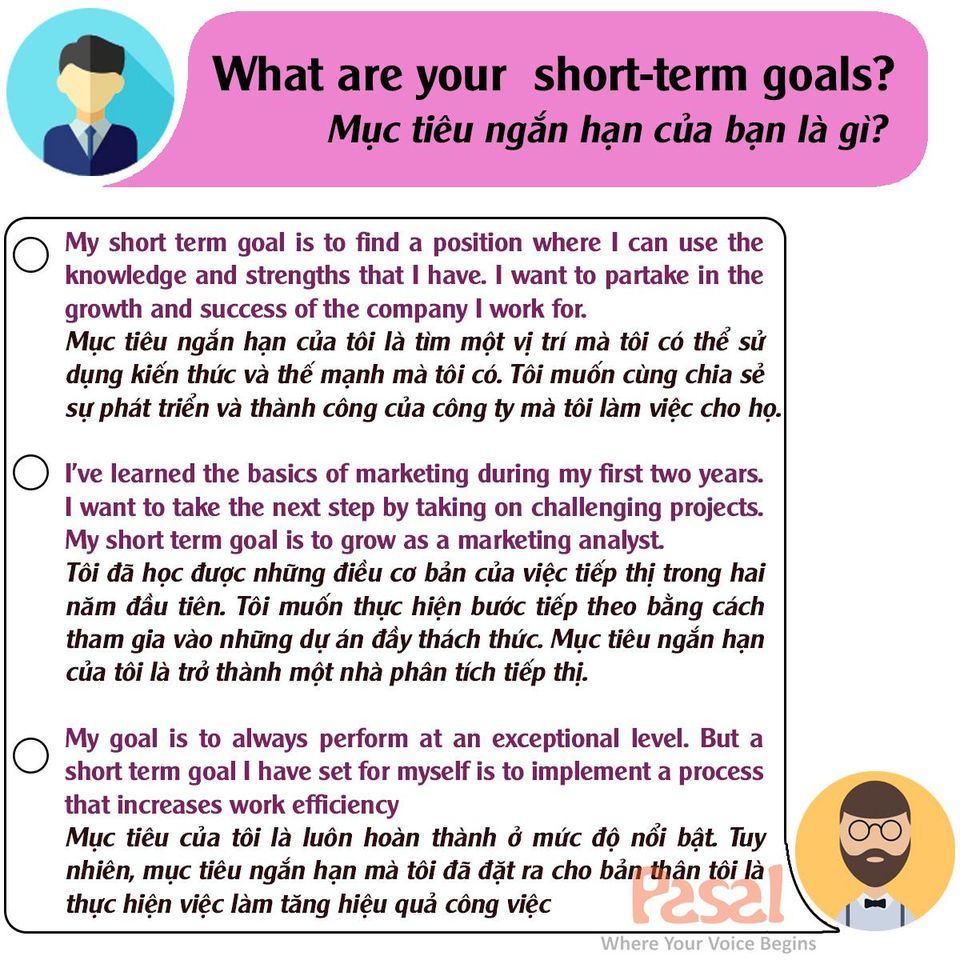 What are your short-term goals?
Mục tiêu ngắn hạn của bạn là gì?
My short term goal is to find a position where I can use the
knowledge and strengths that I have. I want to partake in the
growth and success of the company I work for.
Mục tiêu ngắn hạn của tôi là tìm một vị trí mà tôi có thể sử
dụng kiến thức và thế mạnh mà tôi có. Tôi muốn cùng chia sẻ
sự phát triển và thành công của công ty mà tôi làm việc cho họ.
I've learned the basics of marketing during my first two years.
I want to take the next step by taking on challenging projects.
My short term goal is to grow as a marketing analyst.
Tôi đã học được những điều cơ bản của việc tiếp thị trong hai
năm đầu tiên. Tôi muốn thực hiện bước tiếp theo bằng cách
tham gia vào những dự án đầy thách thức. Mục tiêu ngắn hạn
của tôi là trở thành một nhà phân tích tiếp thị.
My goal is to always perform at an exceptional level. But a
short term goal I have set for myself is to implement a process
that increases work efficiency
Mục tiêu của tôi là luôn hoàn thành ở mức độ nổi bật. Tuy
nhiên, mục tiêu ngắn hạn mà tôi đã đặt ra cho bản thân tôi là
thực hiện việc làm tăng hiệu quả công việc
Pasal
Where Your Voice Begins